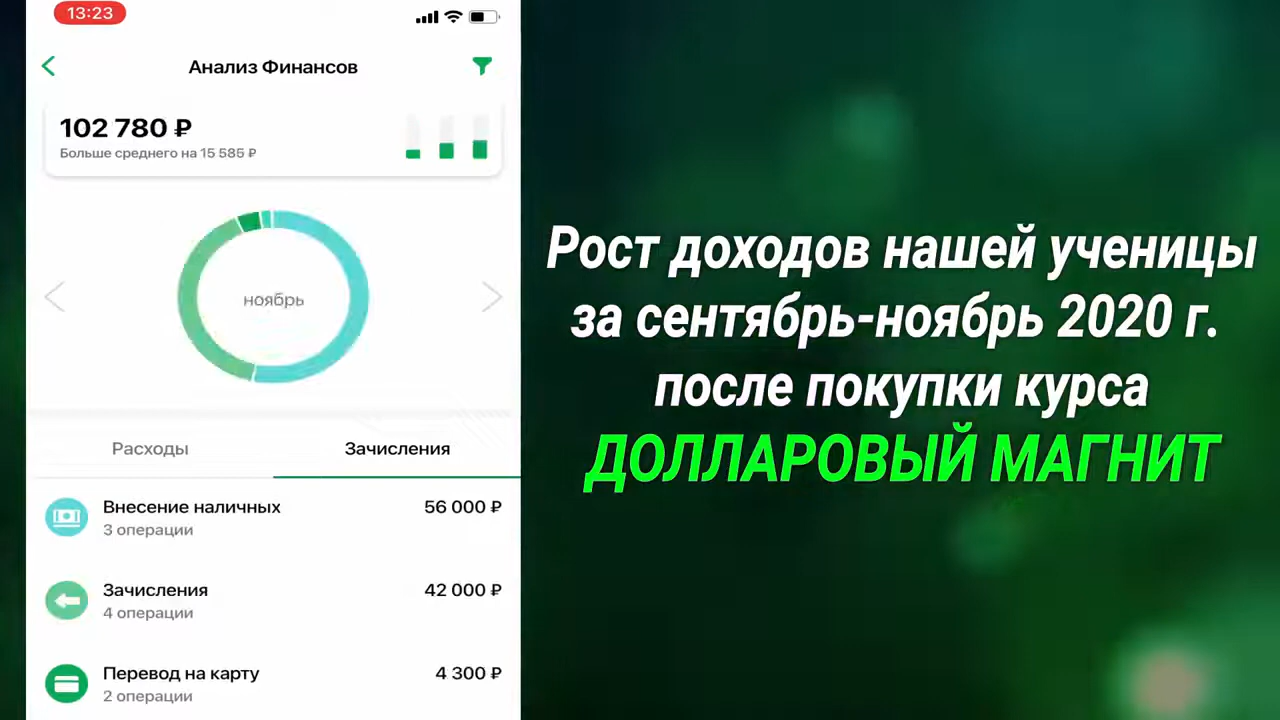 13:23
Анализ Финансов
102 780 ₽
Больше среднего на 15 585 ₽
ноябрь
Расходы
Зачисления
Внесение наличных
56 000 ₽
3 операции
Зачисления
42 000 ₽
4 операции
Перевод на карту
4 300 ₽
2 операции
Рост доходов нашей ученицы
за сентябрь-ноябрь 2020 г.
после покупки курса
ДОЛЛАРОВЫЙ МАГНИТ